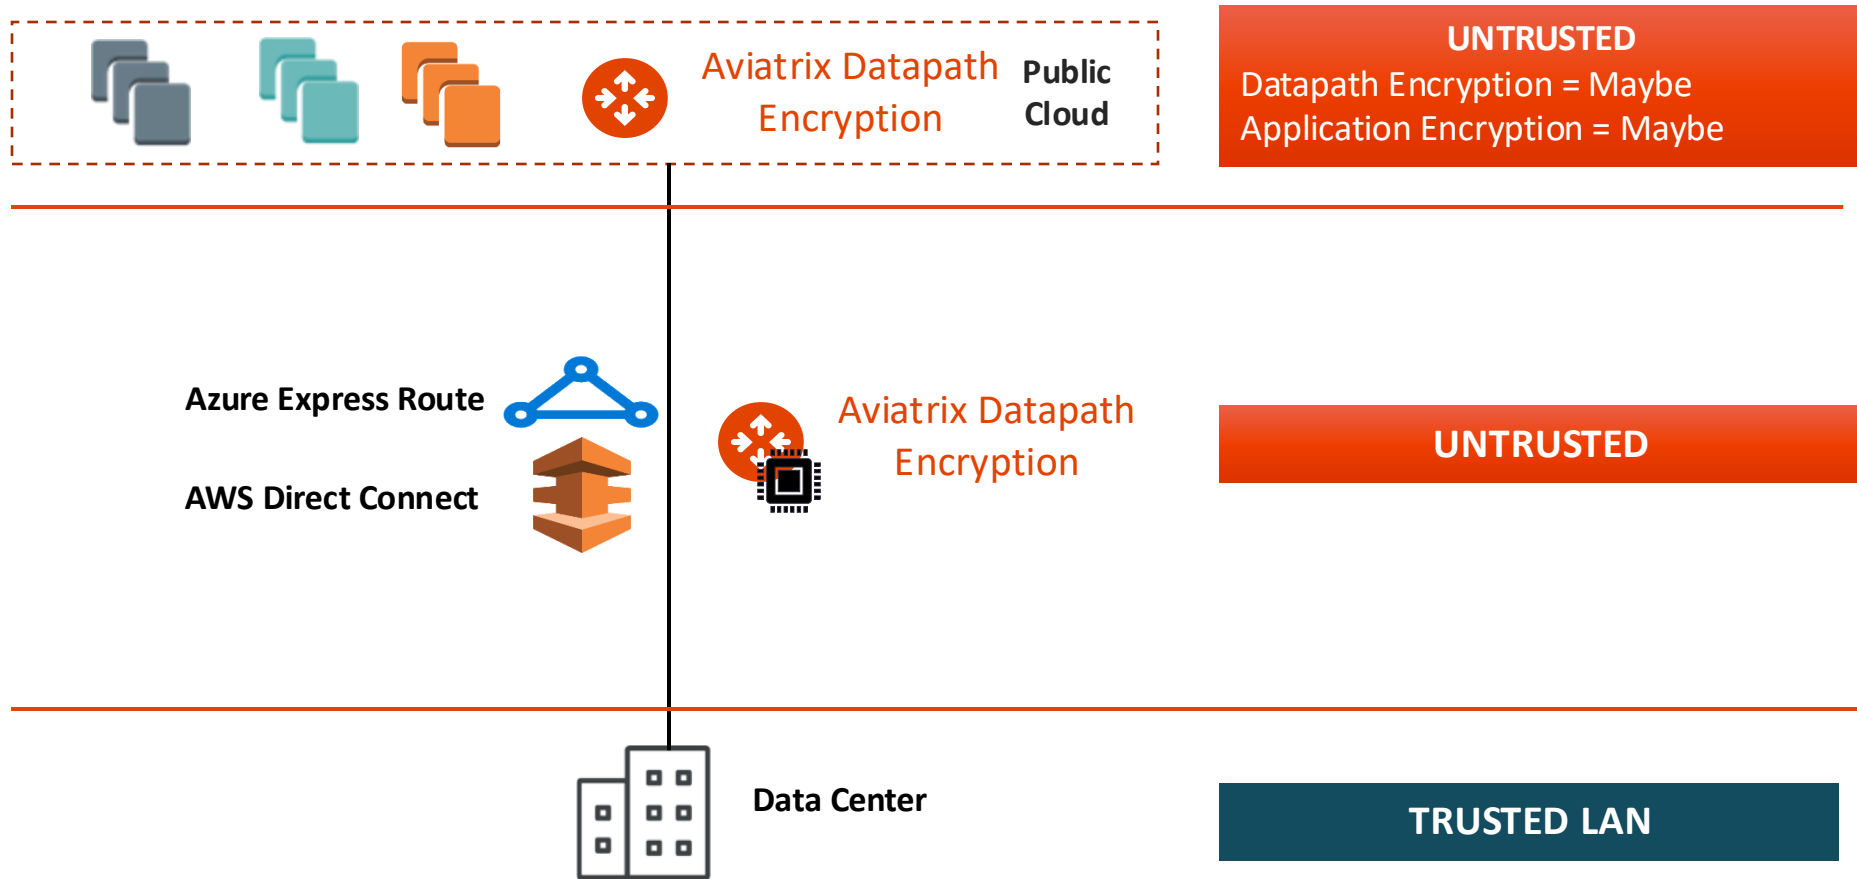 Aviatrix Datapath
Encryption
Public
Cloud
UNTRUSTED
Datapath Encryption = Maybe
Application Encryption = Maybe
Azure Express Route
AWS Direct Connect
Aviatrix Datapath
Encryption
UNTRUSTED
Data Center
TRUSTED LAN